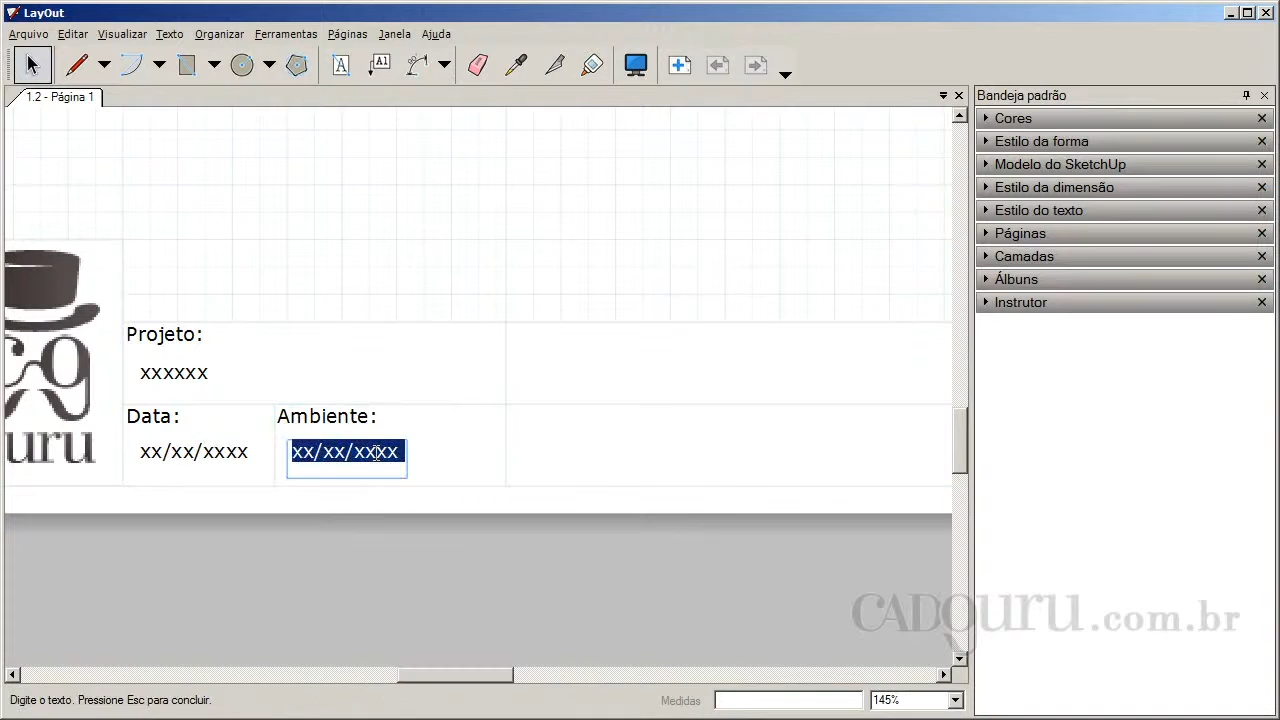 LayOut
Arquivo Editar Visualizar Texto Organizar Ferramentas Páginas Janela Ajuda
A A1
1.2 - Página 1
Bandeja padrão
Cores
Estilo da forma
Modelo do SketchUp
Estilo da dimensão
Estilo do texto
Páginas
Camadas
Álbuns
Instrutor
Projeto:
xxxxxx
Data: Ambiente:
xx/xx/xxxx xx/xx/xxxx
uru
CADguru.com.br
Digite o texto. Pressione Esc para concluir.
Medidas 145%